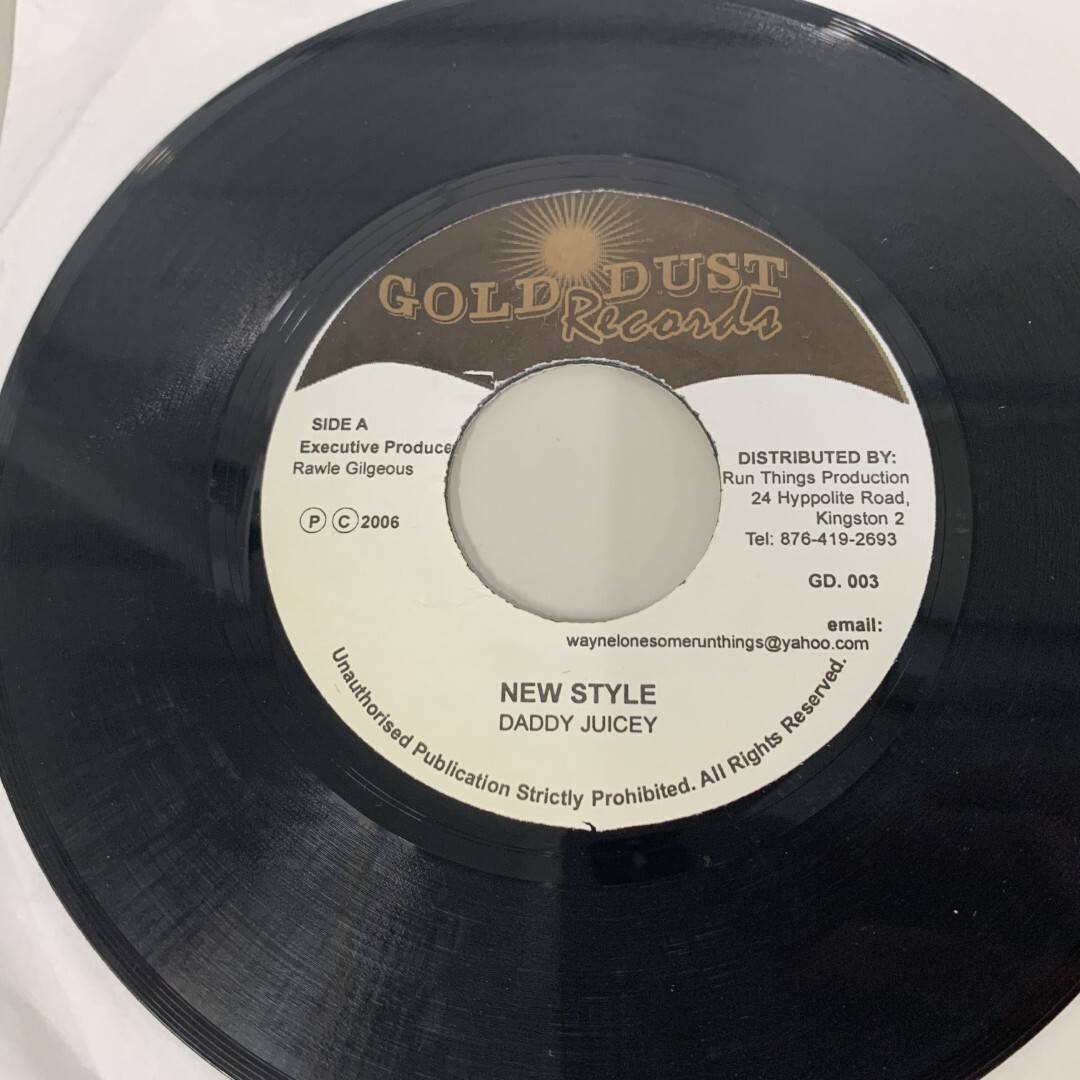 GOLD DUST
Records
SIDE A
Executive Produce
Rawle Gilgeous
Ⓟ Ⓒ 2006
DISTRIBUTED BY:
Run Things Production
24 Hyppolite Road,
Kingston 2
Tel: 876-419-2693
GD. 003
email:
waynelonesomerunthings@yahoo.com
NEW STYLE
DADDY JUICEY
Unauthorised Publication Strictly Prohibited. All Rights Reserved.